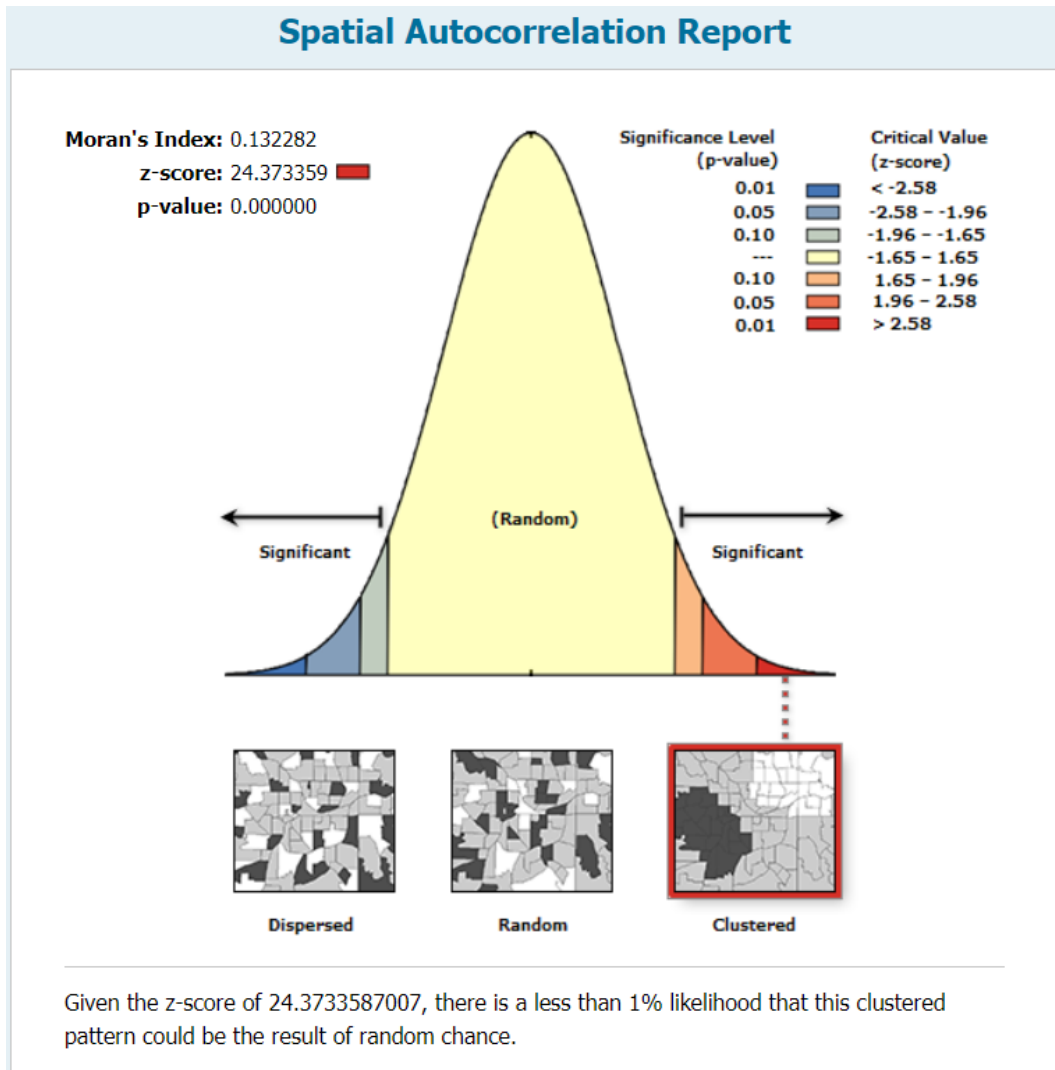 Spatial Autocorrelation Report
Moran's Index: 0.132282
z-score: 24.373359
p-value: 0.000000
Significance Level
(p-value)
Critical Value
(z-score)
0.01 < -2.58
0.05 -2.58 – -1.96
0.10 -1.96 – -1.65
--- -1.65 – 1.65
0.10 1.65 – 1.96
0.05 1.96 – 2.58
0.01 > 2.58
(Random)
Significant
Significant
Dispersed
Random
Clustered
Given the z-score of 24.3733587007, there is a less than 1% likelihood that this clustered
pattern could be the result of random chance.